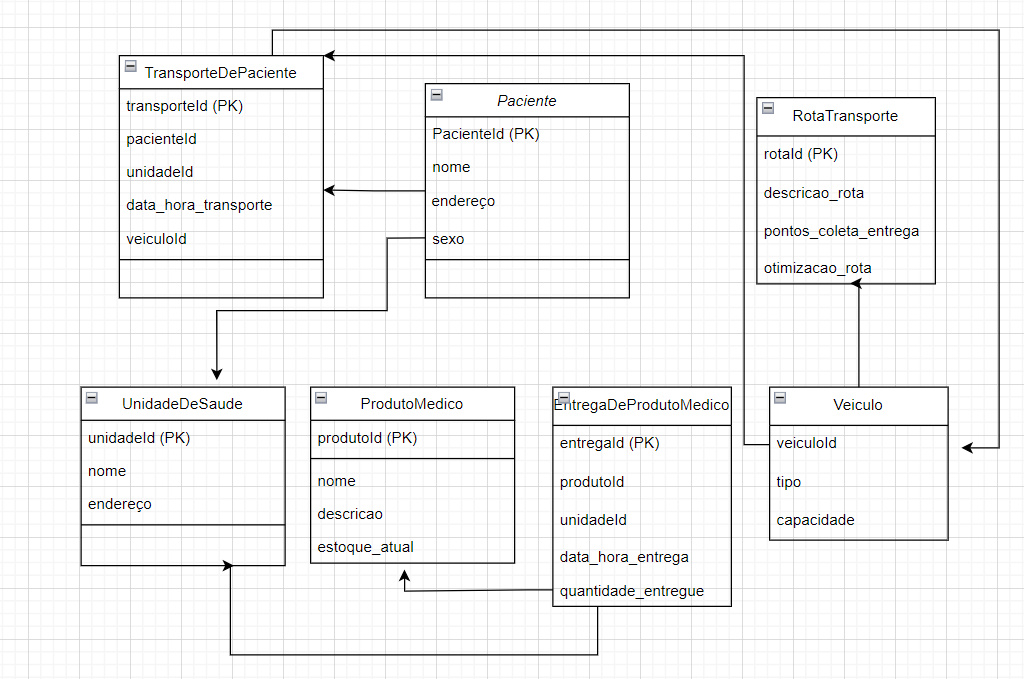 TransporteDePaciente
transporteId (PK)
pacienteId
unidadeId
data_hora_transporte
veiculoId
Paciente
PacienteId (PK)
nome
endereço
sexo
RotaTransporte
rotaId (PK)
descricao_rota
pontos_coleta_entrega
otimizacao_rota
UnidadeDeSaude
unidadeId (PK)
nome
endereço
ProdutoMedico
produtoId (PK)
nome
descricao
estoque_atual
EntregaDeProdutoMedico
entregaId (PK)
produtoId
unidadeId
data_hora_entrega
quantidade_entregue
Veiculo
veiculoId
tipo
capacidade